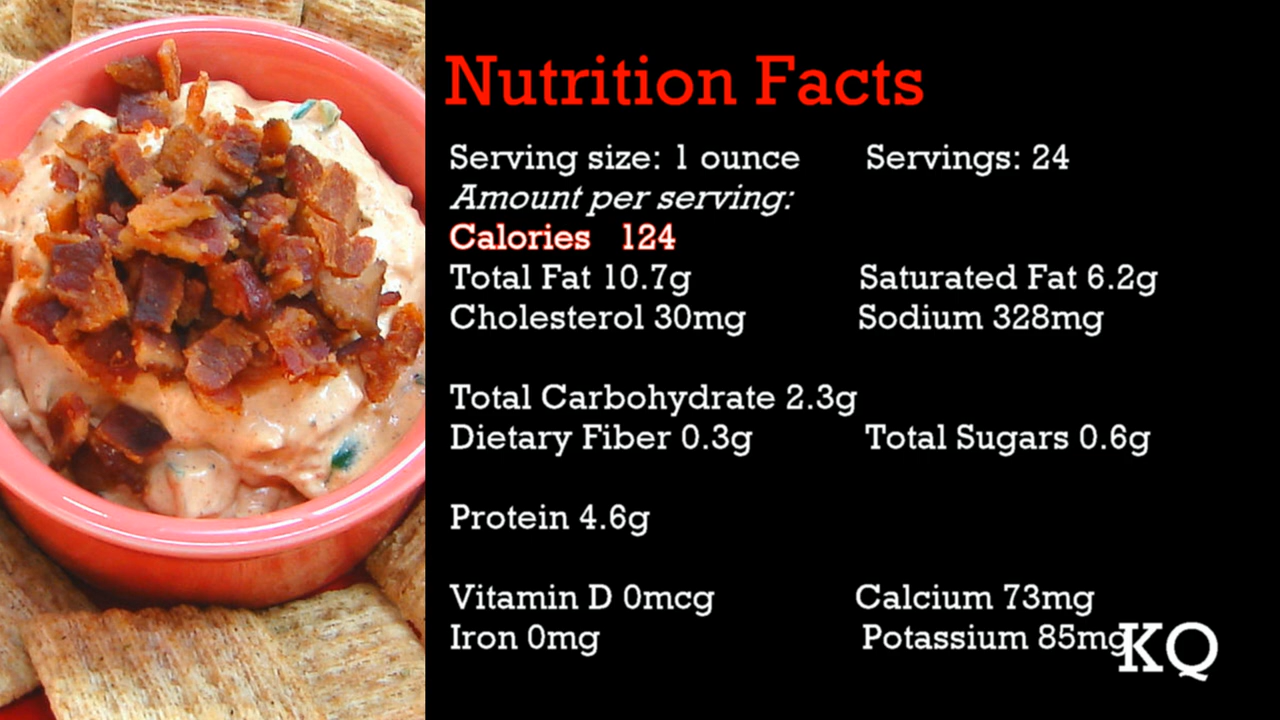 Nutrition Facts
Serving size: 1 ounce Servings: 24
Amount per serving:
Calories 124
Total Fat 10.7g Saturated Fat 6.2g
Cholesterol 30mg Sodium 328mg
Total Carbohydrate 2.3g
Dietary Fiber 0.3g Total Sugars 0.6g
Protein 4.6g
Vitamin D 0mcg Calcium 73mg
Iron 0mg Potassium 85mg
KQ